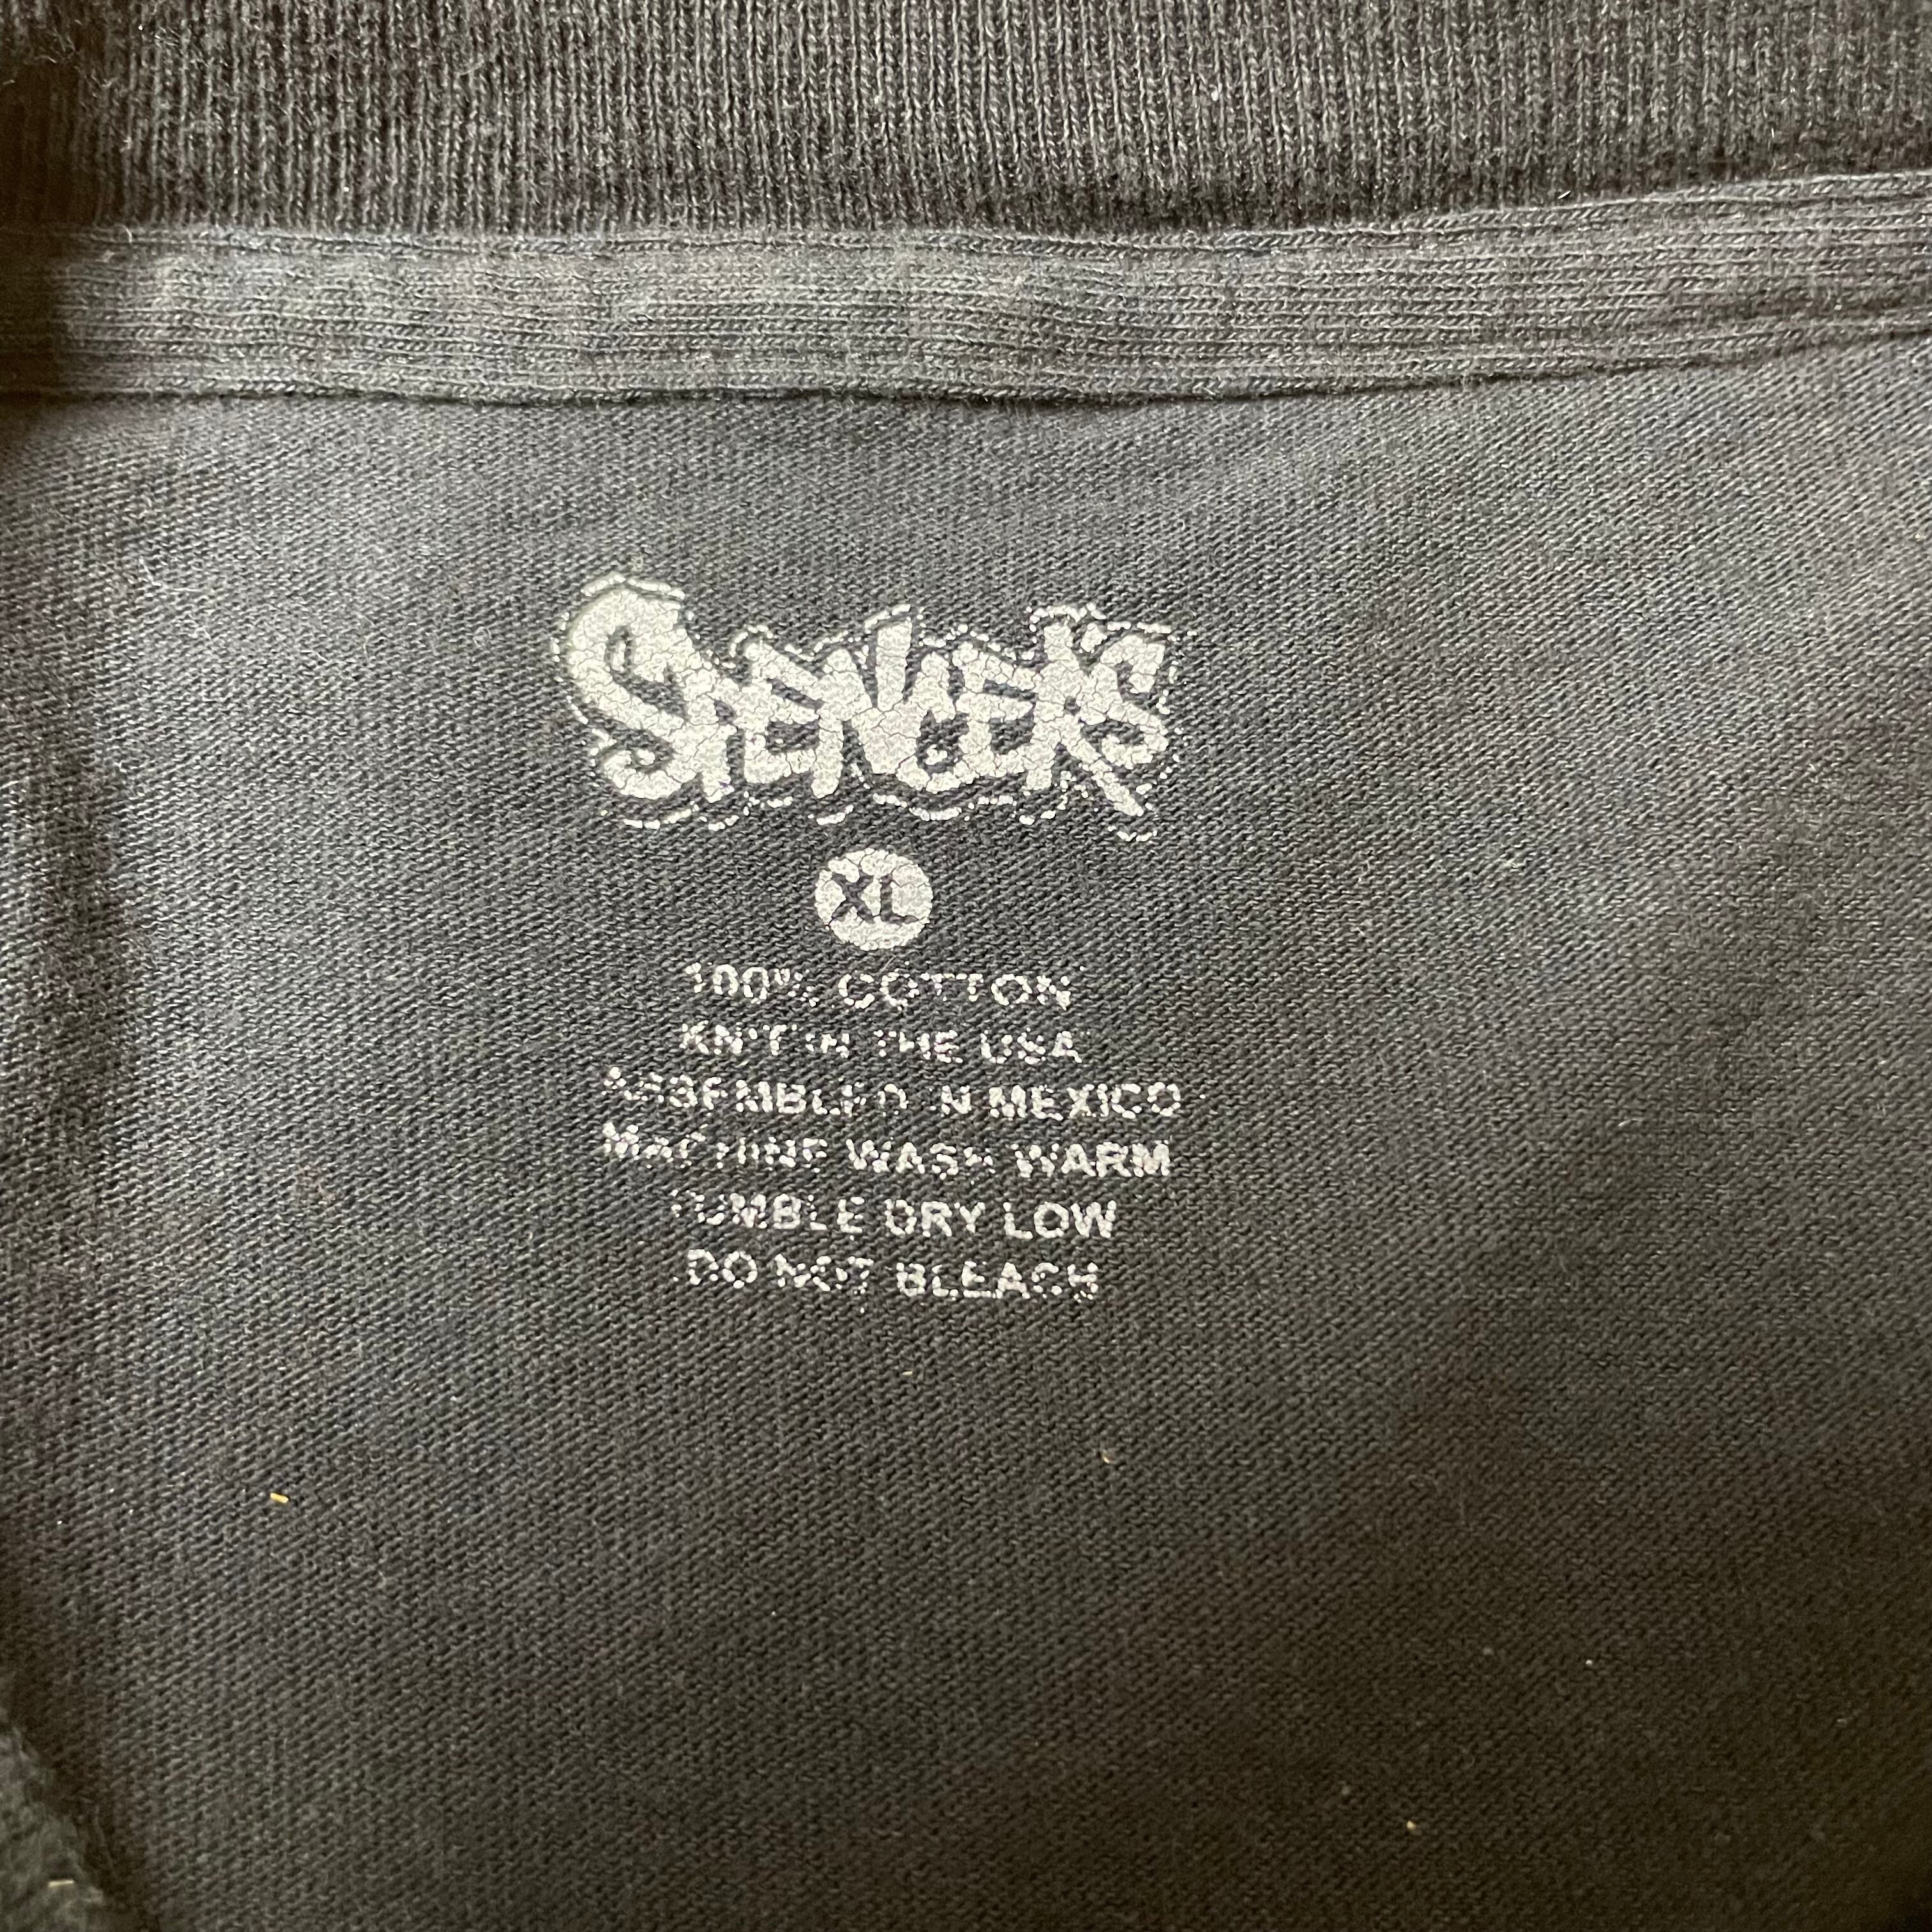 SPENCER'S
XL
100% COTTON
KNIT IN THE USA
ASSEMBLED IN MEXICO
MACHINE WASH WARM
TUMBLE DRY LOW
DO NOT BLEACH